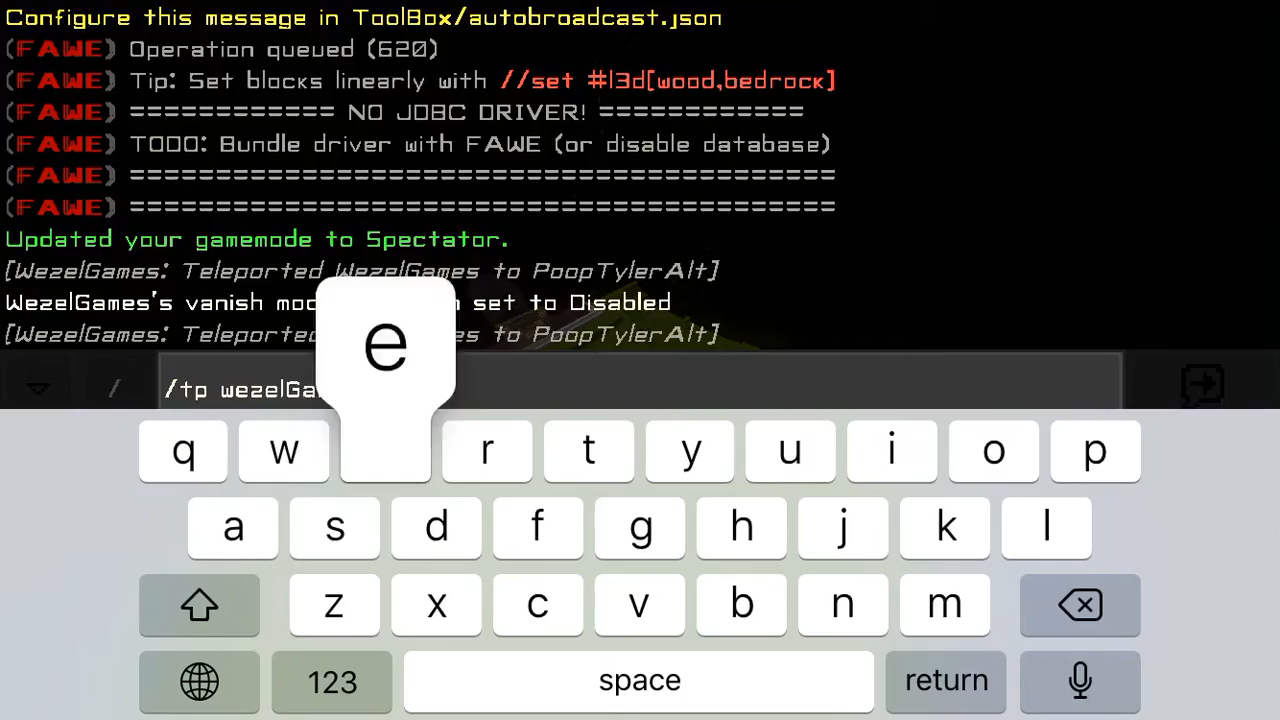 Configure this message in ToolBox/autobroadcast.json
(FAWE) Operation queued (620)
(FAWE) Tip: Set blocks linearly with //set #l3d[wood,bedrock]
(FAWE) ============ NO JDBC DRIVER! ============
(FAWE) TODO: Bundle driver with FAWE (or disable database)
(FAWE) =========================================
(FAWE) =========================================
Updated your gamemode to Spectator.
[WezelGames: Teleported WezelGames to PoopTylerAlt]
WezelGames's vanish set to Disabled
[WezelGames: Teleported to PoopTylerAlt]
/ /tp wezelGa
e
q w r t y u i o p
a s d f g h j k l
z x c v b n m
123 space return